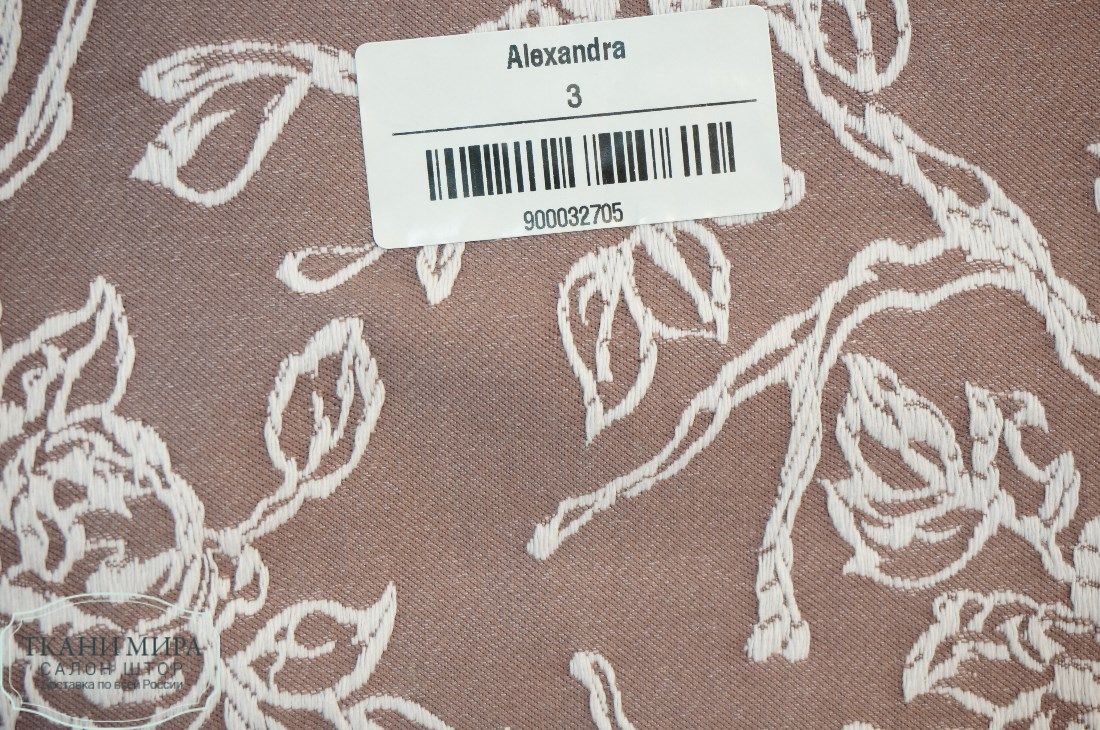 Alexandra
3
900032705
ТКАНИ МИРА
САЛОН ШТОР
Доставка по всей России